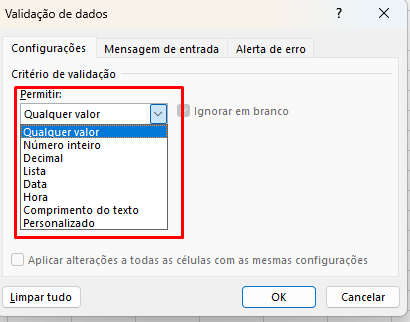 Validação de dados ? ×
Configurações Mensagem de entrada Alerta de erro
Critério de validação
Permitir:
Qualquer valor Ignorar em branco
Qualquer valor
Número inteiro
Decimal
Lista
Data
Hora
Comprimento do texto
Personalizado
Aplicar alterações a todas as células com as mesmas configurações
Limpar tudo OK Cancelar